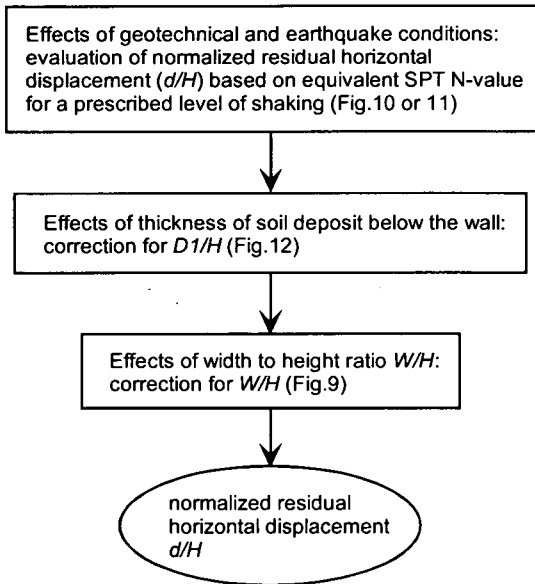 Effects of geotechnical and earthquake conditions:
evaluation of normalized residual horizontal
displacement (d/H) based on equivalent SPT N-value
for a prescribed level of shaking (Fig.10 or 11)
Effects of thickness of soil deposit below the wall:
correction for D1/H (Fig.12)
Effects of width to height ratio W/H:
correction for W/H (Fig.9)
normalized residual
horizontal displacement
d/H